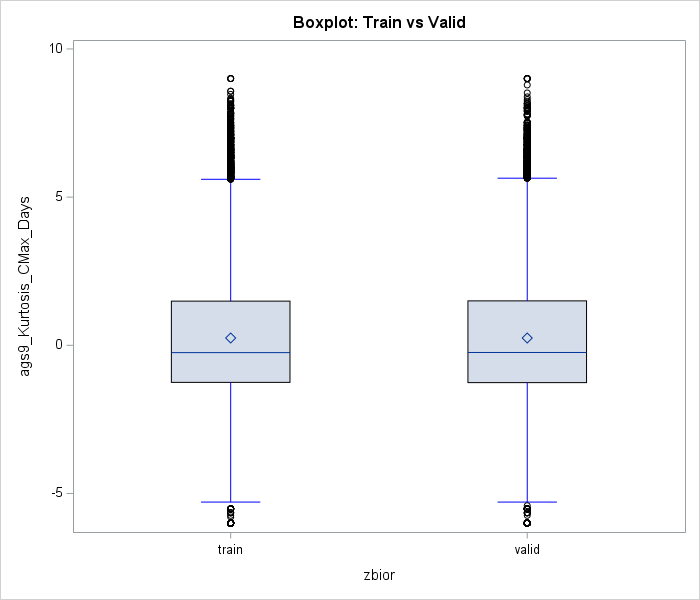 Boxplot: Train vs Valid
10
5
0
-5
ags9_Kurtosis_CMax_Days
train
valid
zbior